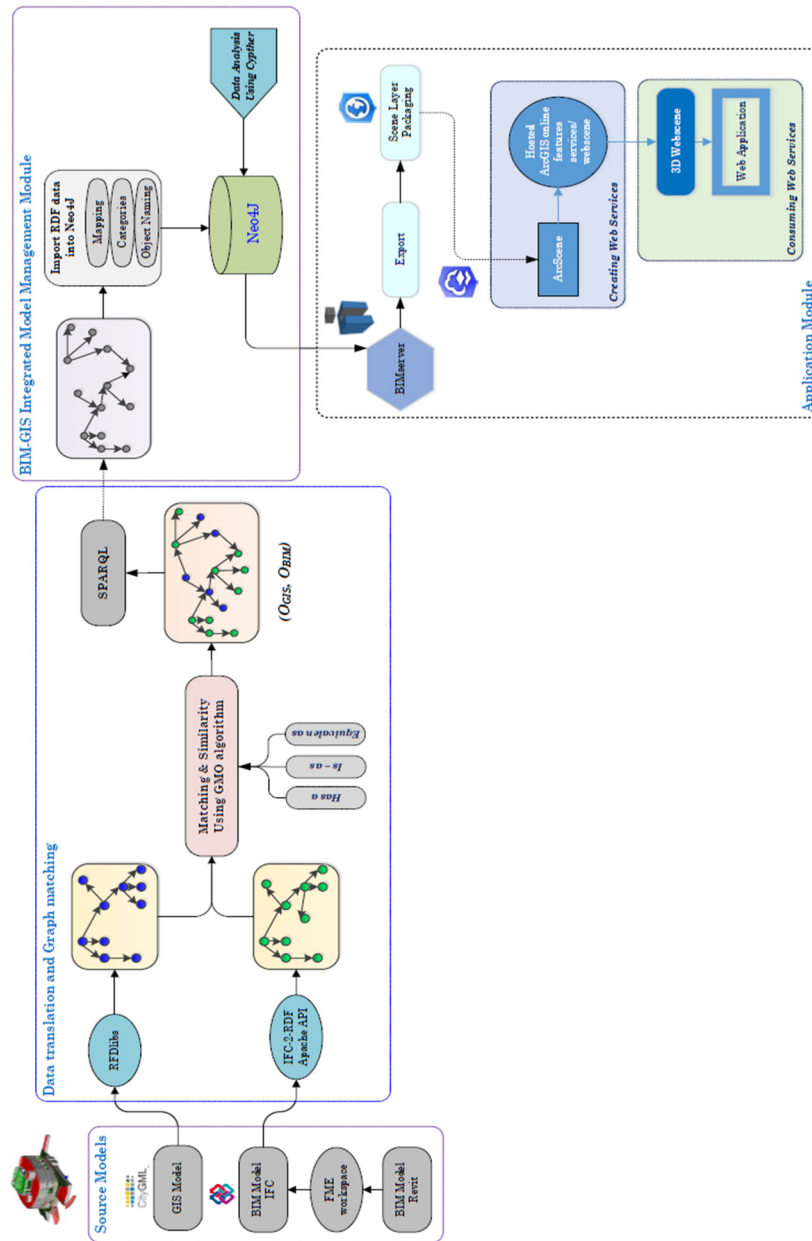 Source Models
CityGML
GIS Model
BIM Model
IFC
FME
workspace
BIM Model
Revit
Data translation and Graph matching
RFDlibs
IFC-2-RDF
Apache API
Matching & Similarity
Using GMO algorithm
Has a
Is – as
Equivalen as
SPARQL
(OGIS, OBIM)
BIM-GIS Integrated Model Management Module
Import RDF data
into Neo4J
Mapping
Categories
Object Naming
Neo4J
Data Analysis
Using Cypther
BIMserver
Export
Scene Layer
Packaging
ArcScene
Hosted
ArcGIS online
features
services/
webscene
Creating Web Services
3D Webscene
Web Application
Consuming Web Services
Application Module